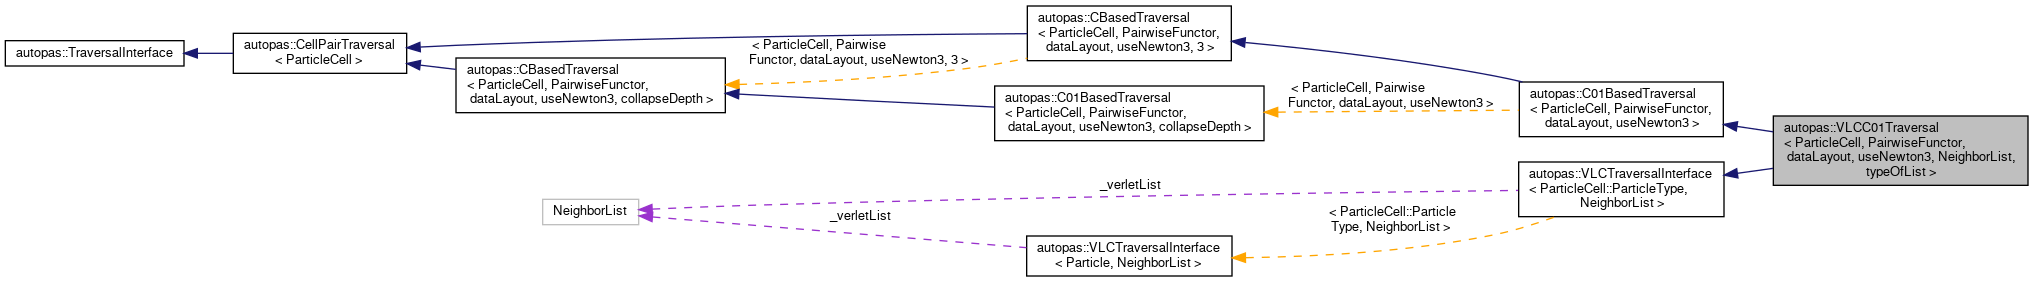 autopas::TraversalInterface
autopas::CellPairTraversal
< ParticleCell >
autopas::CBasedTraversal
< ParticleCell, PairwiseFunctor,
dataLayout, useNewton3, collapseDepth >
< ParticleCell, Pairwise
Functor, dataLayout, useNewton3, 3 >
autopas::CBasedTraversal
< ParticleCell, PairwiseFunctor,
dataLayout, useNewton3, 3 >
autopas::C01BasedTraversal
< ParticleCell, PairwiseFunctor,
dataLayout, useNewton3, collapseDepth >
< ParticleCell, Pairwise
Functor, dataLayout, useNewton3 >
autopas::C01BasedTraversal
< ParticleCell, PairwiseFunctor,
dataLayout, useNewton3 >
autopas::VLCC01Traversal
< ParticleCell, PairwiseFunctor,
dataLayout, useNewton3, NeighborList,
typeOfList >
autopas::VLCTraversalInterface
< ParticleCell::ParticleType,
NeighborList >
_verletList
NeighborList
_verletList
< ParticleCell::Particle
Type, NeighborList >
autopas::VLCTraversalInterface
< Particle, NeighborList >